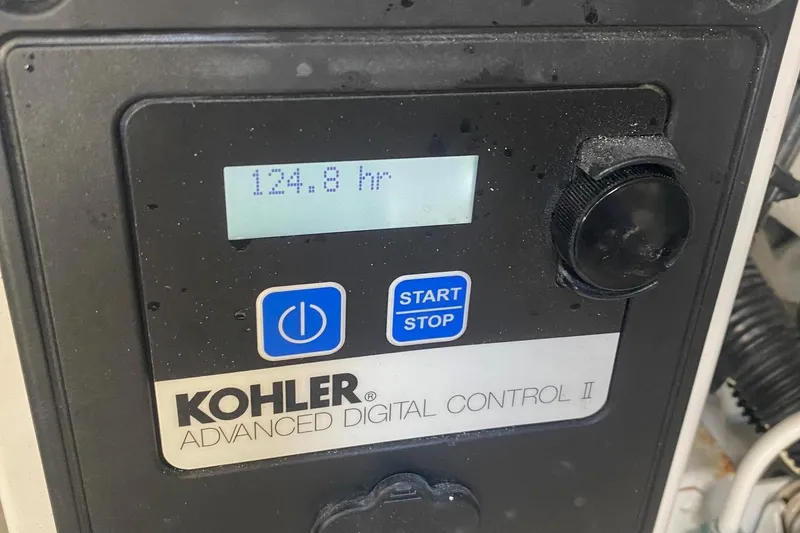 124.8 hr
START
STOP
KOHLER®
ADVANCED DIGITAL CONTROL II